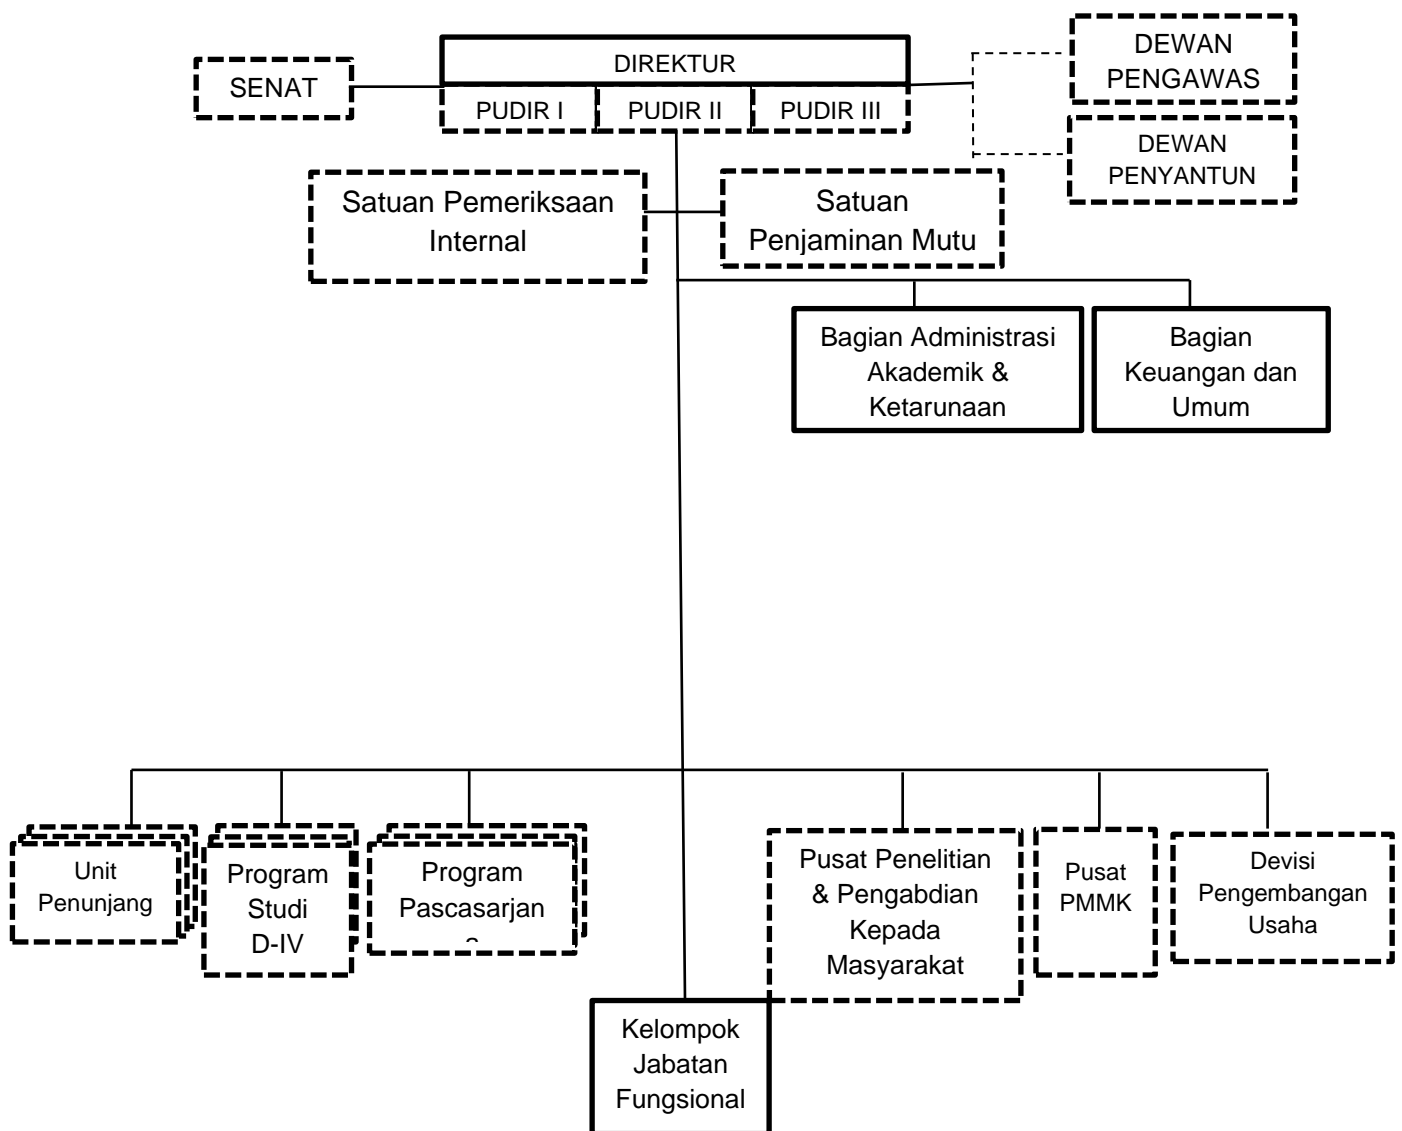 SENAT
DIREKTUR
PUDIR I
PUDIR II
PUDIR III
DEWAN
PENGAWAS
DEWAN
PENYANTUN
Satuan Pemeriksaan
Internal
Satuan
Penjaminan Mutu
Bagian Administrasi
Akademik &
Ketarunaan
Bagian
Keuangan dan
Umum
Unit
Penunjang
Program
Studi
D-IV
Program
Pascasarjan
Pusat Penelitian
& Pengabdian
Kepada
Masyarakat
Pusat
PMMK
Devisi
Pengembangan
Usaha
Kelompok
Jabatan
Fungsional